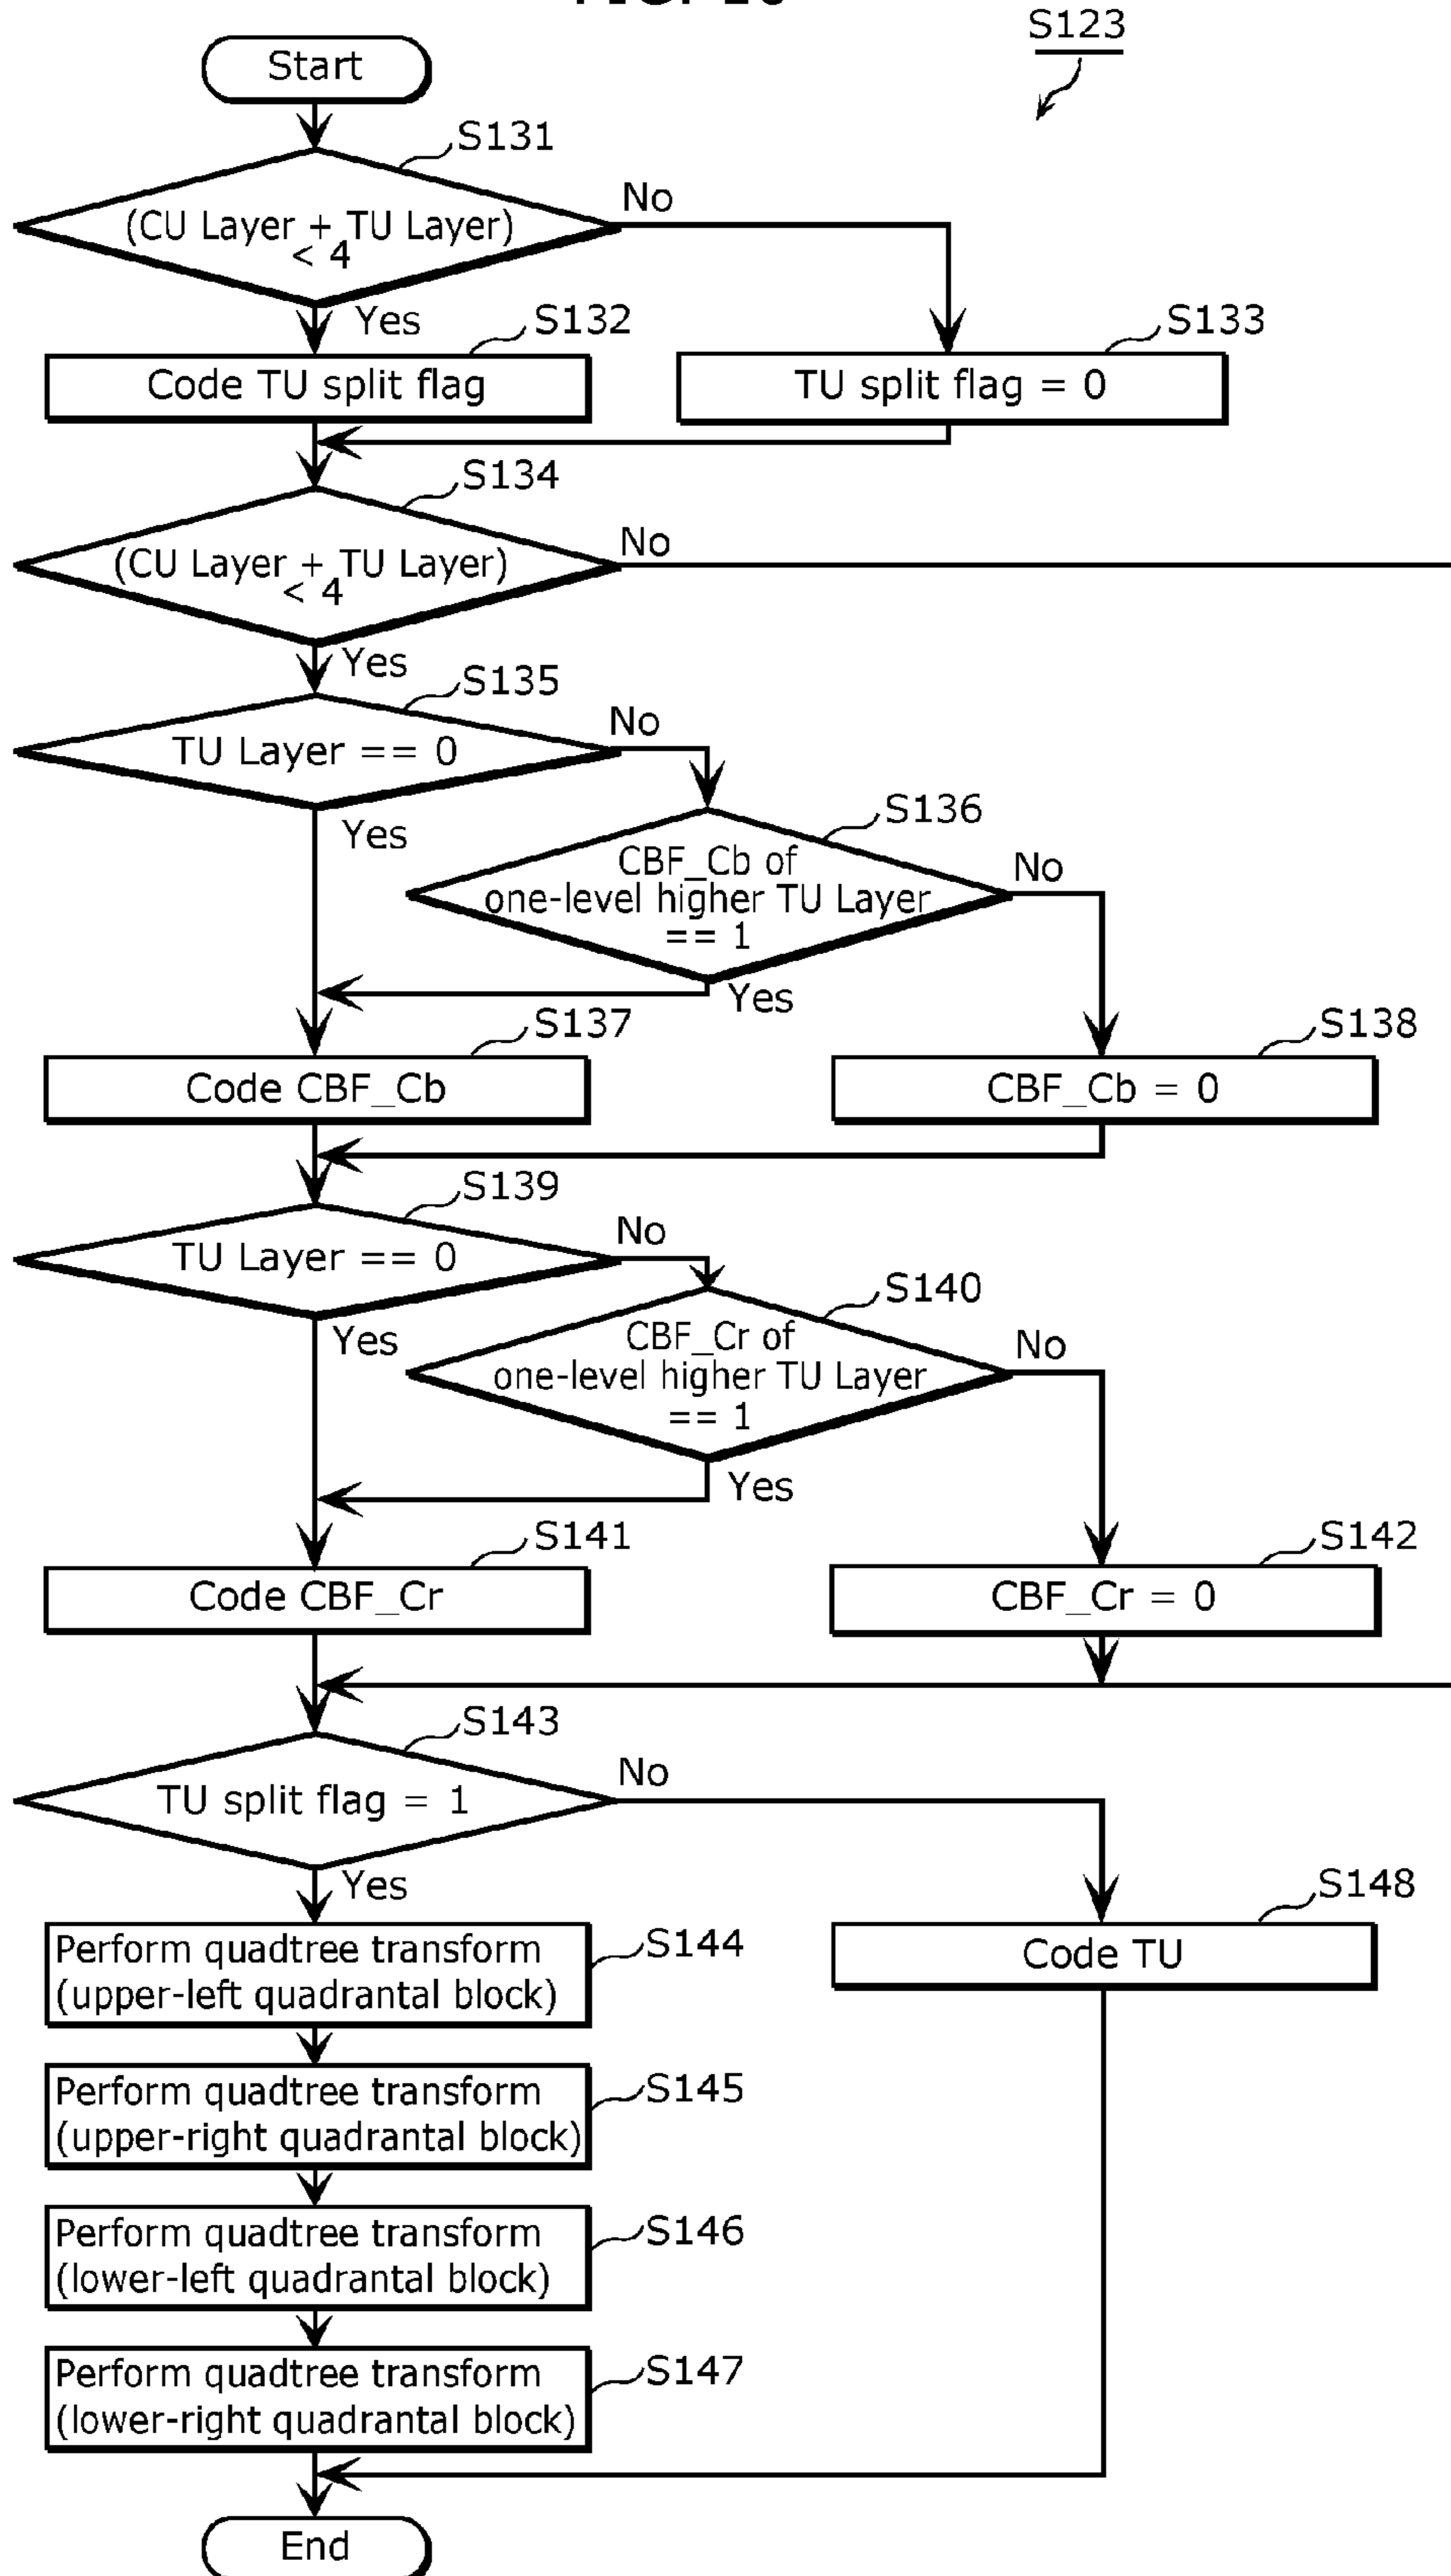 S123
Start
S131
(CU Layer + TU Layer)
< 4
No
Yes
S132
Code TU split flag
S133
TU split flag = 0
S134
(CU Layer + TU Layer)
< 4
No
Yes
S135
TU Layer == 0
No
Yes
S136
CBF_Cb of
one-level higher TU Layer
== 1
No
Yes
S137
Code CBF_Cb
S138
CBF_Cb = 0
S139
TU Layer == 0
No
Yes
S140
CBF_Cr of
one-level higher TU Layer
== 1
No
Yes
S141
Code CBF_Cr
S142
CBF_Cr = 0
S143
TU split flag = 1
No
Yes
S144
Perform quadtree transform
(upper-left quadrantal block)
S148
Code TU
S145
Perform quadtree transform
(upper-right quadrantal block)
S146
Perform quadtree transform
(lower-left quadrantal block)
S147
Perform quadtree transform
(lower-right quadrantal block)
End